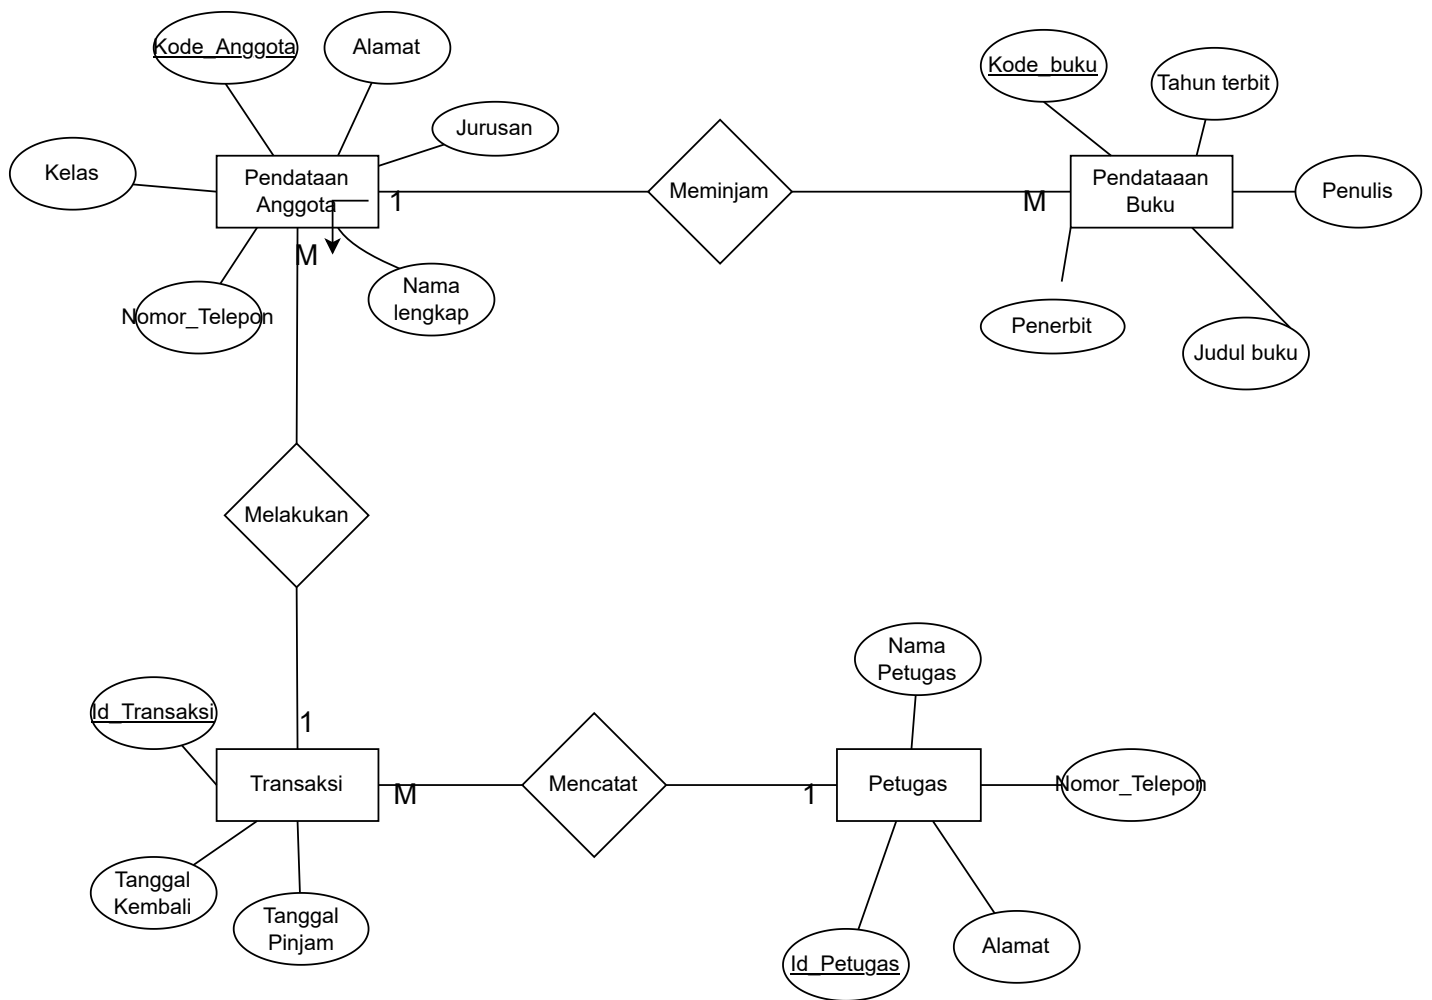 Kode_Anggota
Alamat
Jurusan
Kelas
Pendataan
Anggota
1
M
Nomor_Telepon
Nama
lengkap
Meminjam
M
Kode_buku
Tahun terbit
Pendataaan
Buku
Penulis
Penerbit
Judul buku
Melakukan
1
Id_Transaksi
Transaksi
M
Tanggal
Kembali
Tanggal
Pinjam
Mencatat
1
Nama
Petugas
Petugas
Nomor_Telepon
Id_Petugas
Alamat